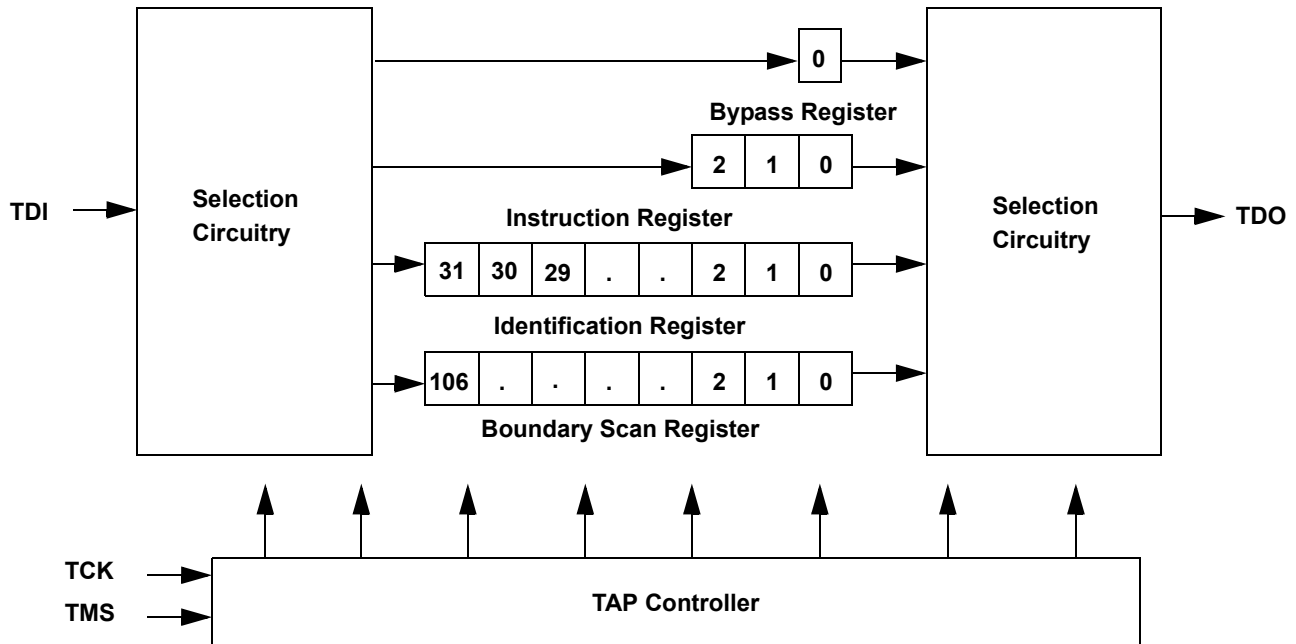 0
Bypass Register
2 1 0
TDI
Selection
Circuitry
Instruction Register
Selection
Circuitry
TDO
31 30 29 . . 2 1 0
Identification Register
106 . . . . 2 1 0
Boundary Scan Register
TCK
TMS
TAP Controller